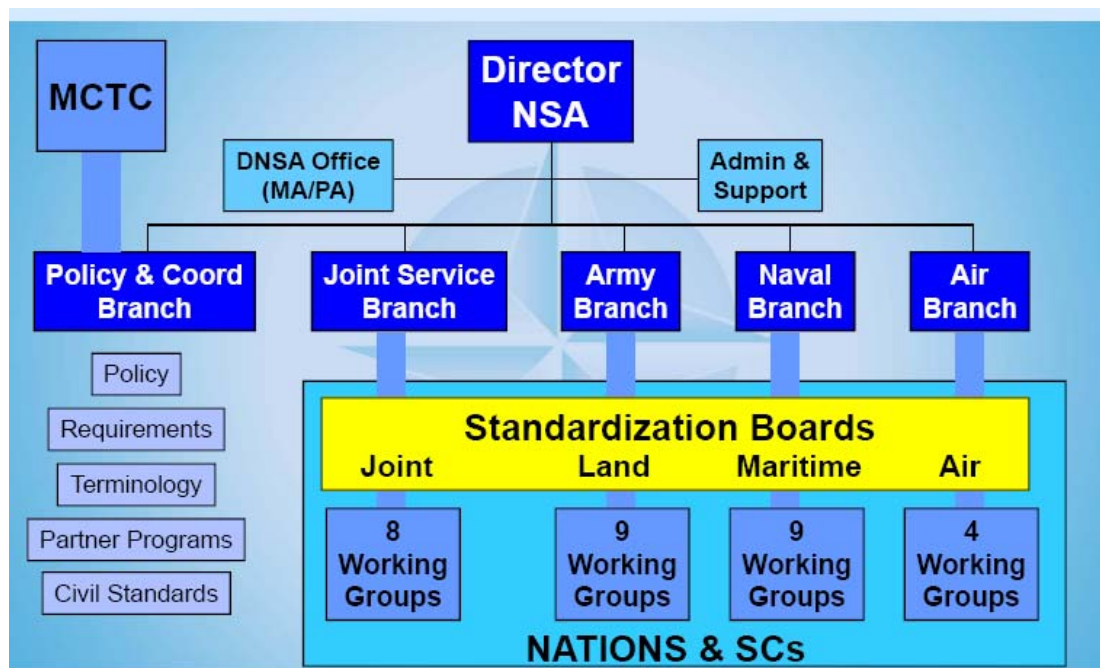 MCTC
Director
NSA
DNSA Office
(MA/PA)
Admin &
Support
Policy & Coord
Branch
Joint Service
Branch
Army
Branch
Naval
Branch
Air
Branch
Policy
Requirements
Terminology
Partner Programs
Civil Standards
Standardization Boards
Joint Land Maritime Air
8
Working
Groups
9
Working
Groups
9
Working
Groups
4
Working
Groups
NATIONS & SCs